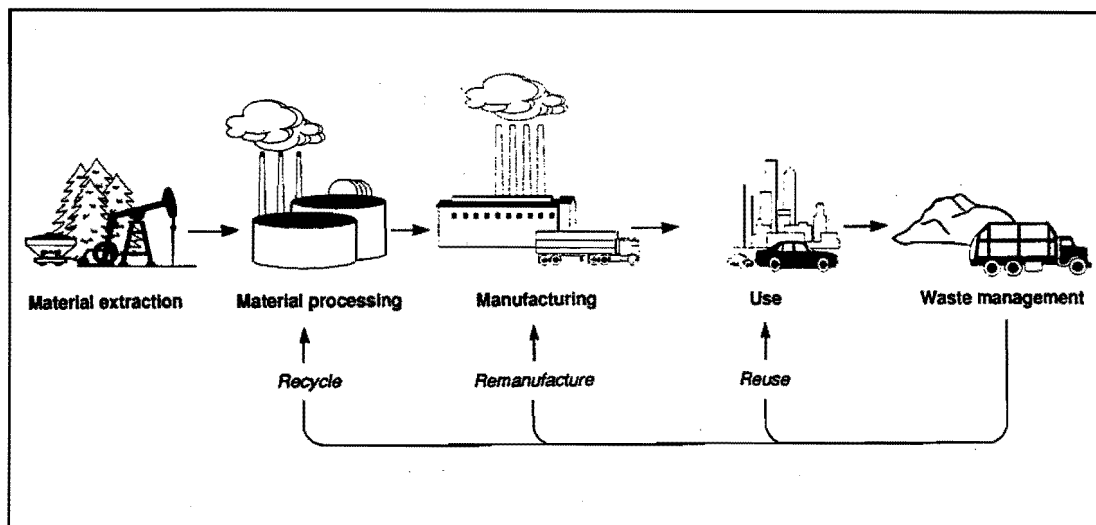 Material extraction
Material processing
Manufacturing
Use
Waste management
Recycle
Remanufacture
Reuse